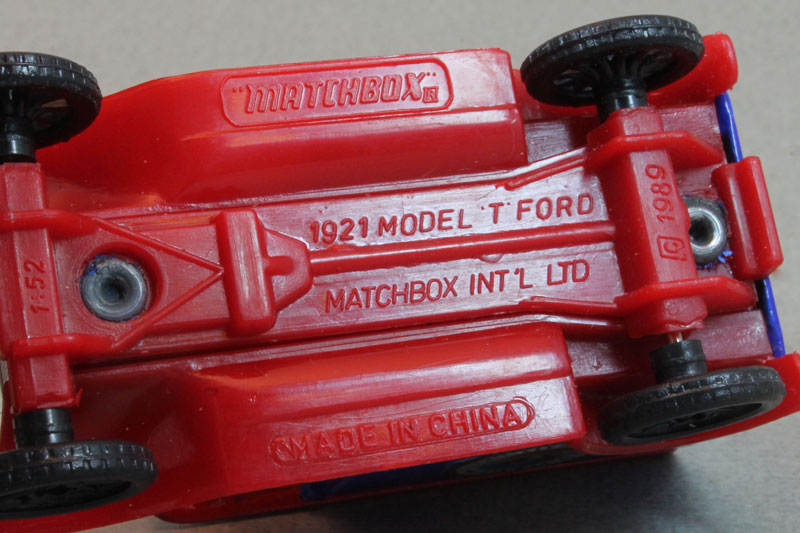 "MATCHBOX" ®
1:52
1921 MODEL 'T' FORD
MATCHBOX INT'L LTD
© 1989
MADE IN CHINA